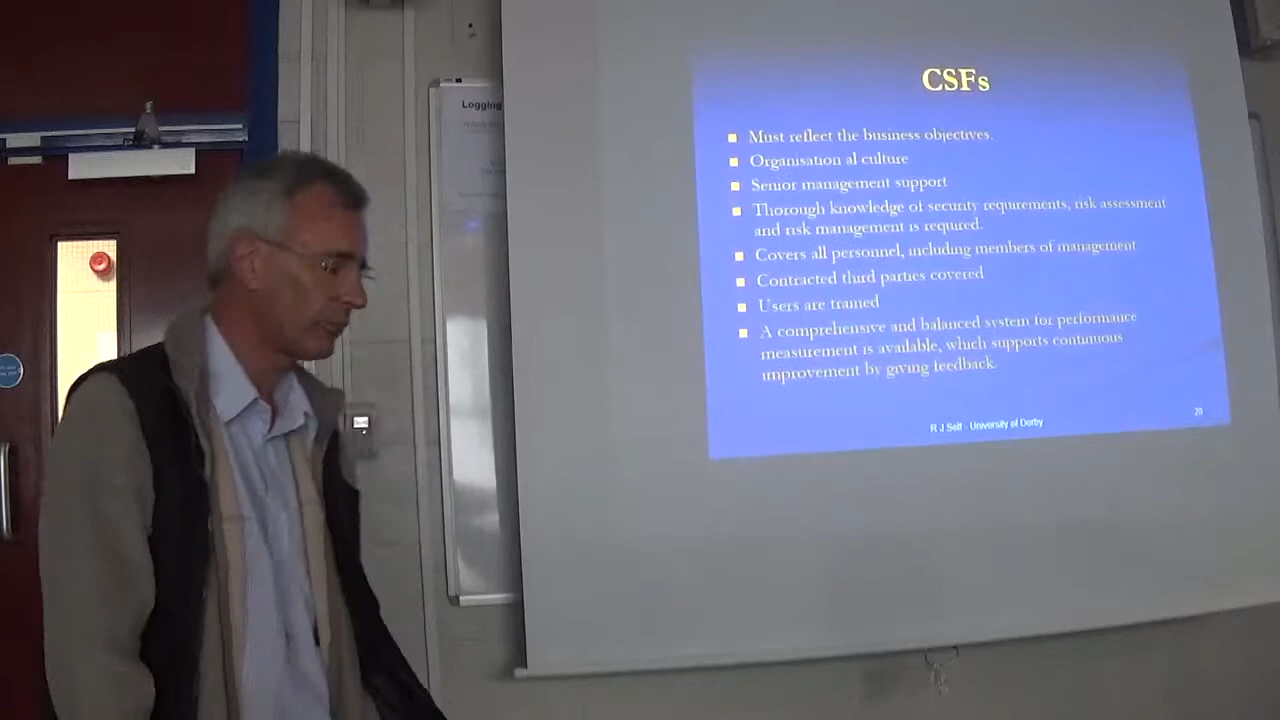 Logging
CSFs
Must reflect the business objectives.
Organisation al culture
Senior management support
Thorough knowledge of security requirements, risk assessment
and risk management is required.
Covers all personnel, including members of management
Contracted third parties covered
Users are trained
A comprehensive and balanced system for performance
measurement is available, which supports continuous
improvement by giving feedback.
R J Self - University of Derby
20